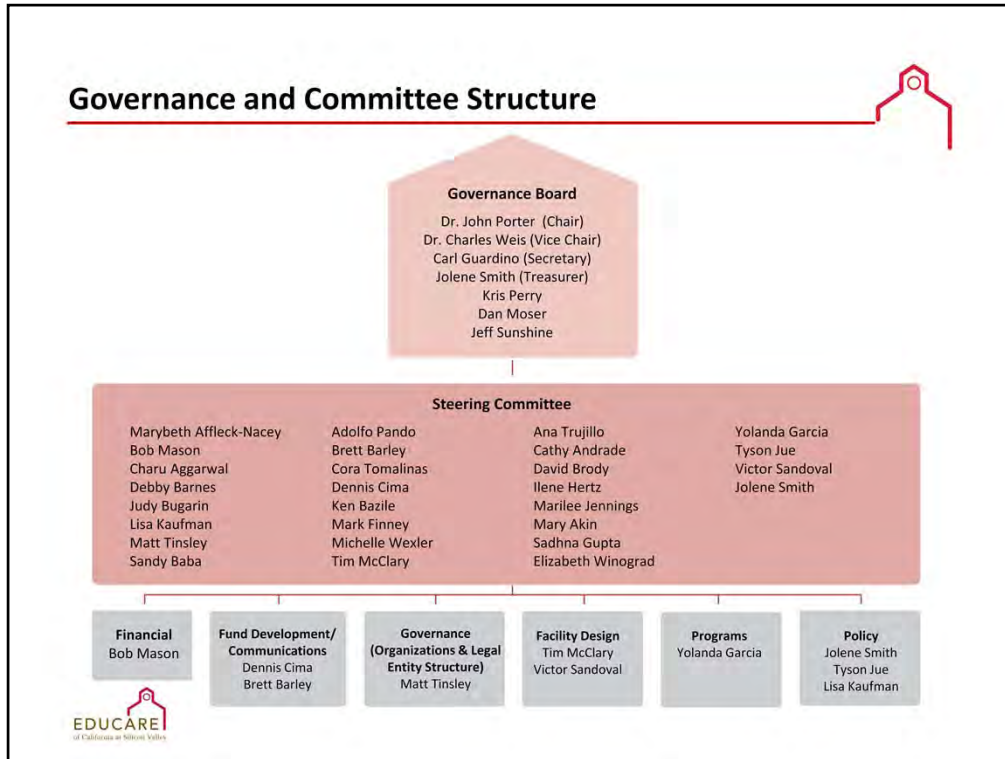 Governance and Committee Structure
Governance Board
Dr. John Porter (Chair)
Dr. Charles Weis (Vice Chair)
Carl Guardino (Secretary)
Jolene Smith (Treasurer)
Kris Perry
Dan Moser
Jeff Sunshine
Steering Committee
Marybeth Affleck-Nacey
Bob Mason
Charu Aggarwal
Debby Barnes
Judy Bugarin
Lisa Kaufman
Matt Tinsley
Sandy Baba
Adolfo Pando
Brett Barley
Cora Tomalinas
Dennis Cima
Ken Bazile
Mark Finney
Michelle Wexler
Tim McClary
Ana Trujillo
Cathy Andrade
David Brody
Ilene Hertz
Marilee Jennings
Mary Akin
Sadhna Gupta
Elizabeth Winograd
Yolanda Garcia
Tyson Jue
Victor Sandoval
Jolene Smith
Financial
Bob Mason
Fund Development/
Communications
Dennis Cima
Brett Barley
Governance
(Organizations & Legal
Entity Structure)
Matt Tinsley
Facility Design
Tim McClary
Victor Sandoval
Programs
Yolanda Garcia
Policy
Jolene Smith
Tyson Jue
Lisa Kaufman
EDUCARE
of California at Silicon Valley